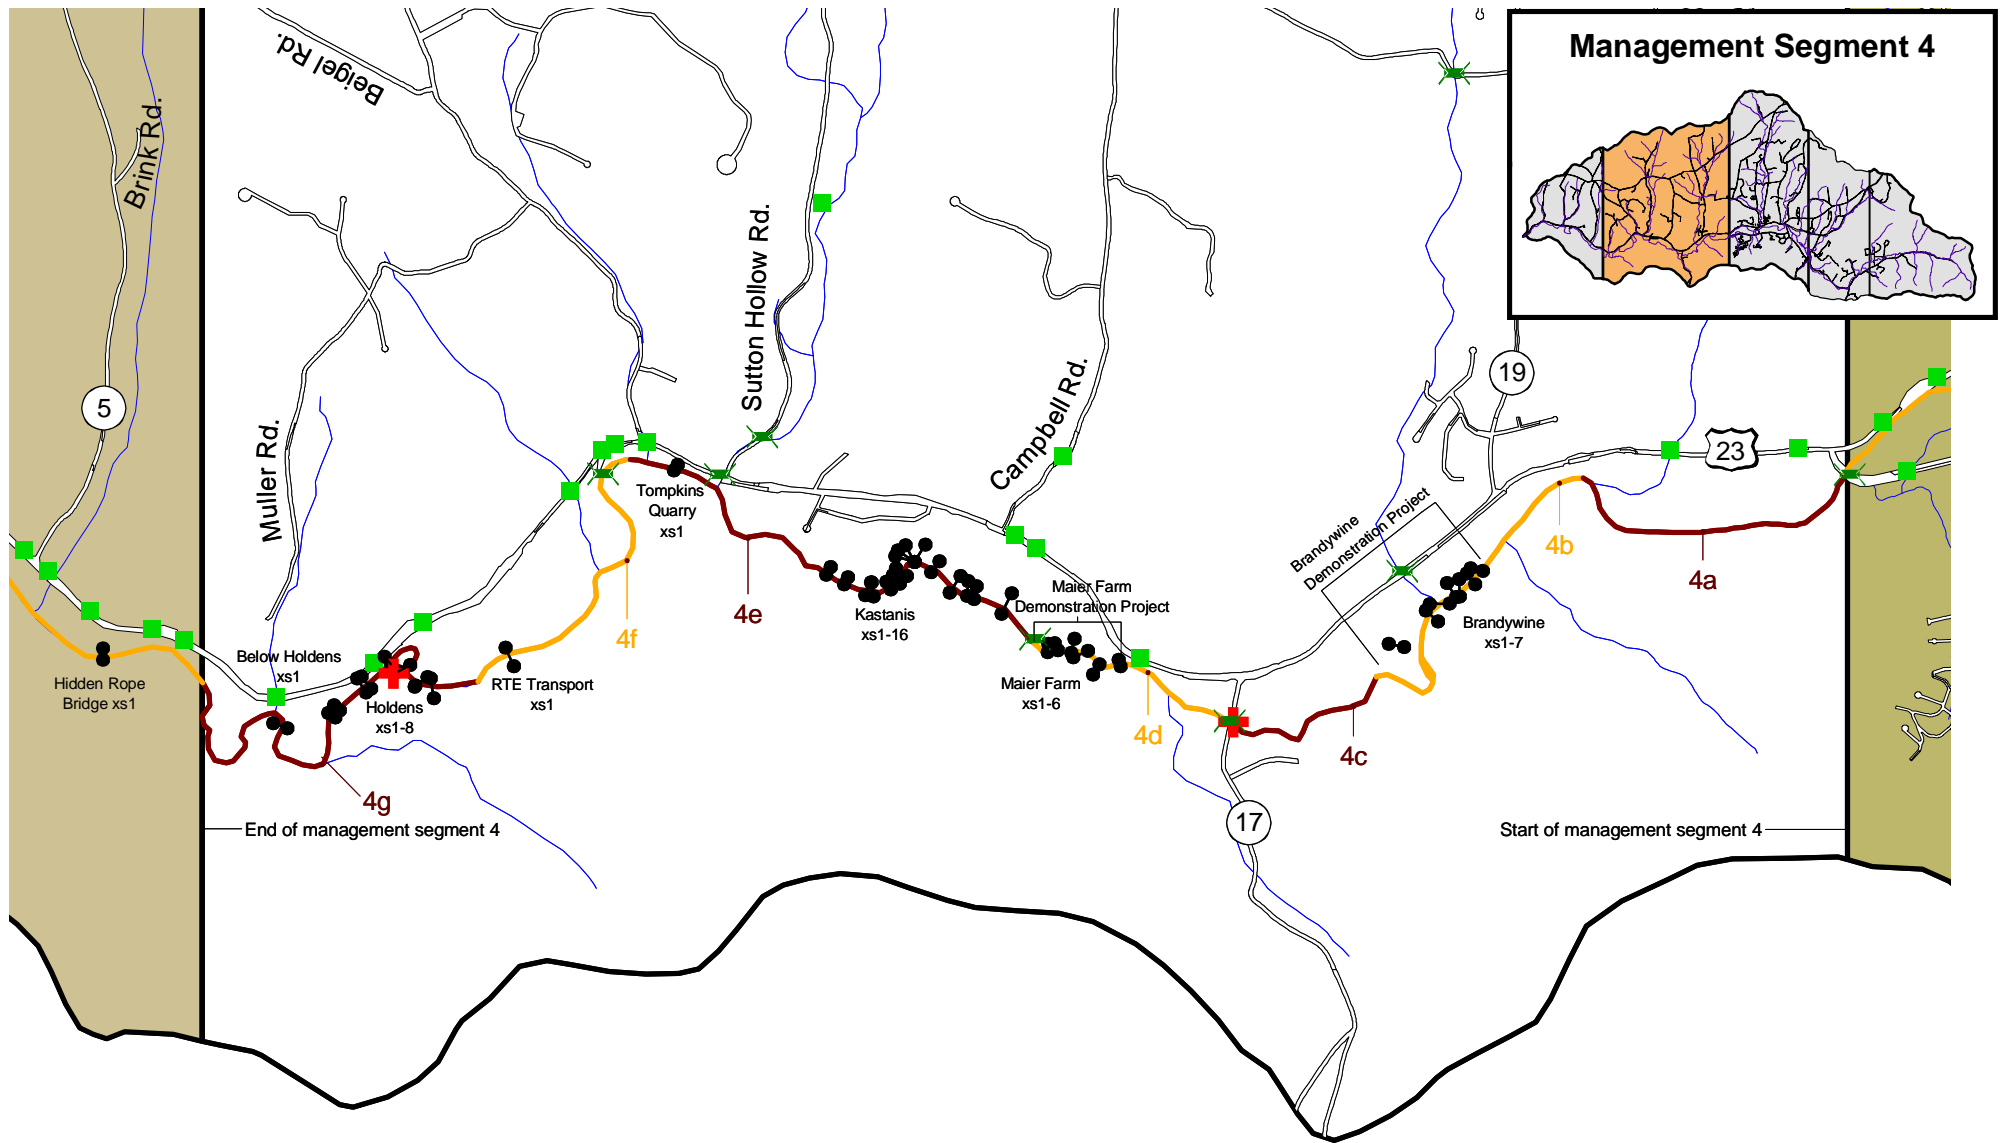 Management Segment 4
Beigel Rd.
Brink Rd.
Sutton Hollow Rd.
Campbell Rd.
Muller Rd.
5
19
23
17
Tompkins
Quarry
xs1
Brandywine
Demonstration Project
4b
4a
4e
4f
Kastanis
xs1-16
Maier Farm
Demonstration Project
Brandywine
xs1-7
Below Holdens
xs1
Hidden Rope
Bridge xs1
RTE Transport
xs1
Holdens
xs1-8
Maier Farm
xs1-6
4d
4c
4g
End of management segment 4
Start of management segment 4